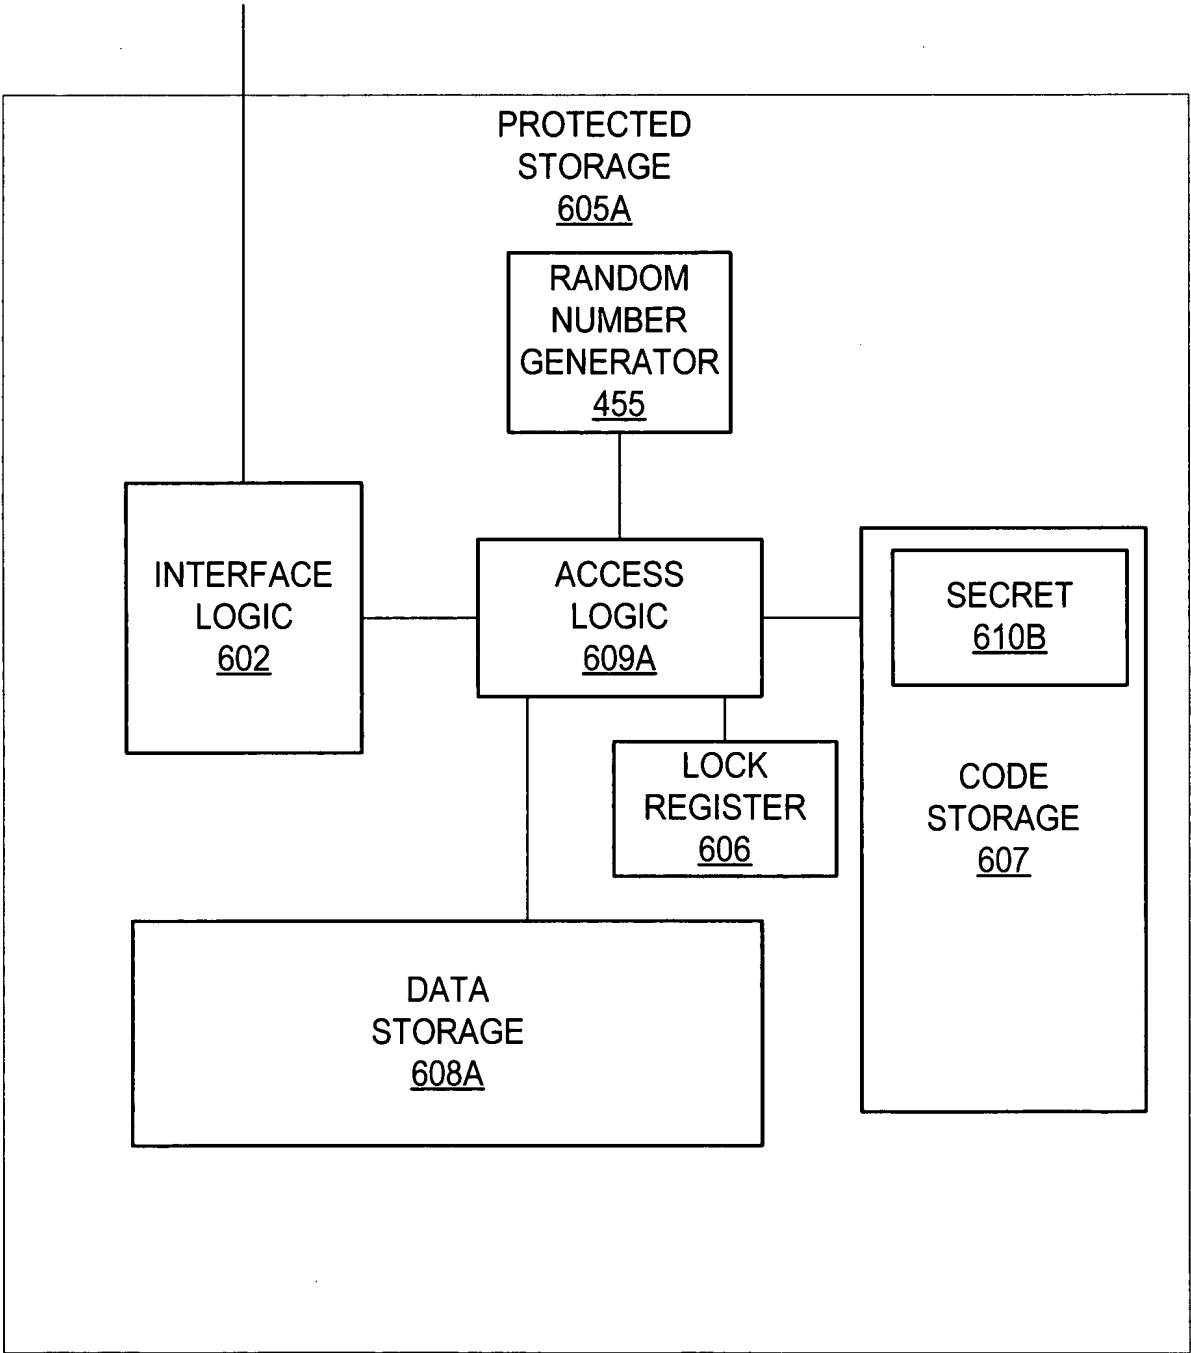 PROTECTED
STORAGE
605A
RANDOM
NUMBER
GENERATOR
455
INTERFACE
LOGIC
602
ACCESS
LOGIC
609A
SECRET
610B
LOCK
REGISTER
606
CODE
STORAGE
607
DATA
STORAGE
608A